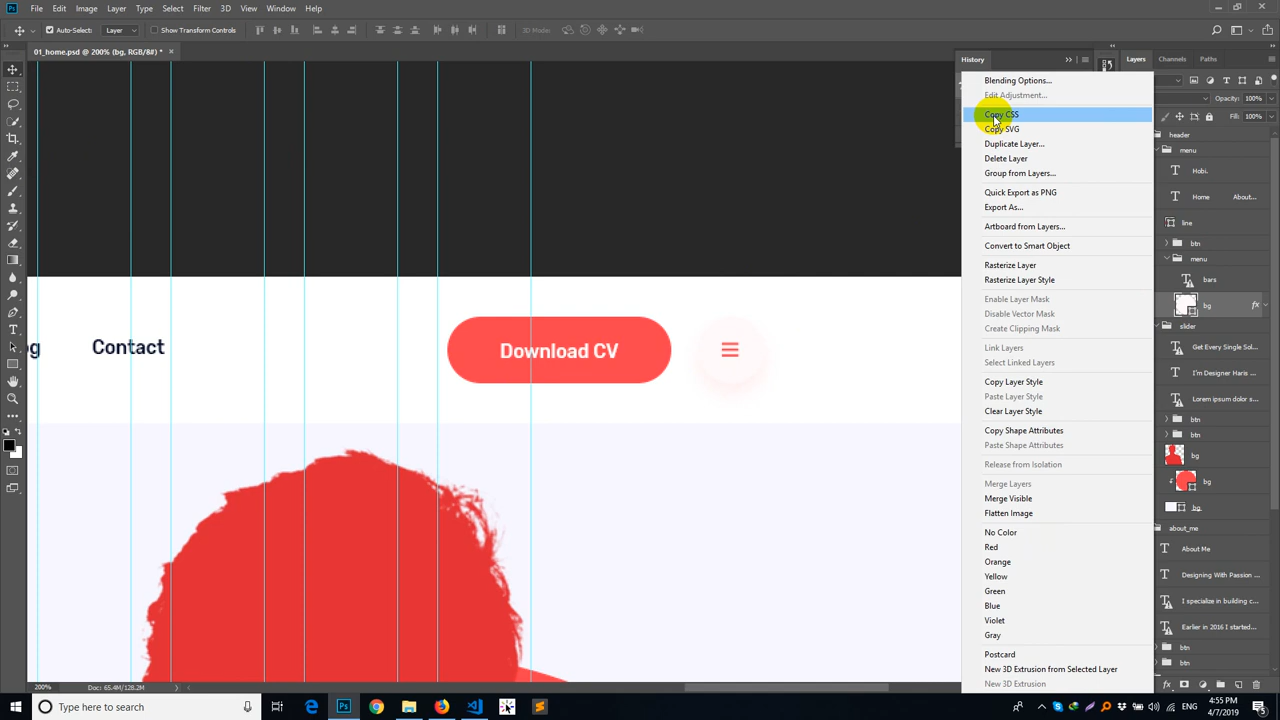 File Edit Image Layer Type Select Filter 3D View Window Help
Auto-Select: Layer Show Transform Controls 3D Mode:
01_home.psd @ 200% (bg, RGB/8#) *
History
Layers Channels Paths
Opacity: 100%
Fill: 100%
Blending Options...
Edit Adjustment...
Copy CSS
Copy SVG
Duplicate Layer...
Delete Layer
Group from Layers...
Quick Export as PNG
Export As...
Artboard from Layers...
Convert to Smart Object
Rasterize Layer
Rasterize Layer Style
Enable Layer Mask
Disable Vector Mask
Create Clipping Mask
Link Layers
Select Linked Layers
Copy Layer Style
Paste Layer Style
Clear Layer Style
Copy Shape Attributes
Paste Shape Attributes
Release from Isolation
Merge Layers
Merge Visible
Flatten Image
No Color
Red
Orange
Yellow
Green
Blue
Violet
Gray
Postcard
New 3D Extrusion from Selected Layer
New 3D Extrusion
header
menu
Hobi.
Home About...
line
btn
menu
bars
bg fx
slider
Get Every Single Sol...
I'm Designer Haris ...
Lorem ipsum dolor s...
btn
btn
bg
bg
bg
about_me
About Me
Designing With Passion ...
I specialize in building c...
Earlier in 2016 I started...
btn
btn
og Contact
Download CV
200% Doc: 65.4M/128.2M
Type here to search
ENG
4:55 PM
4/7/2019